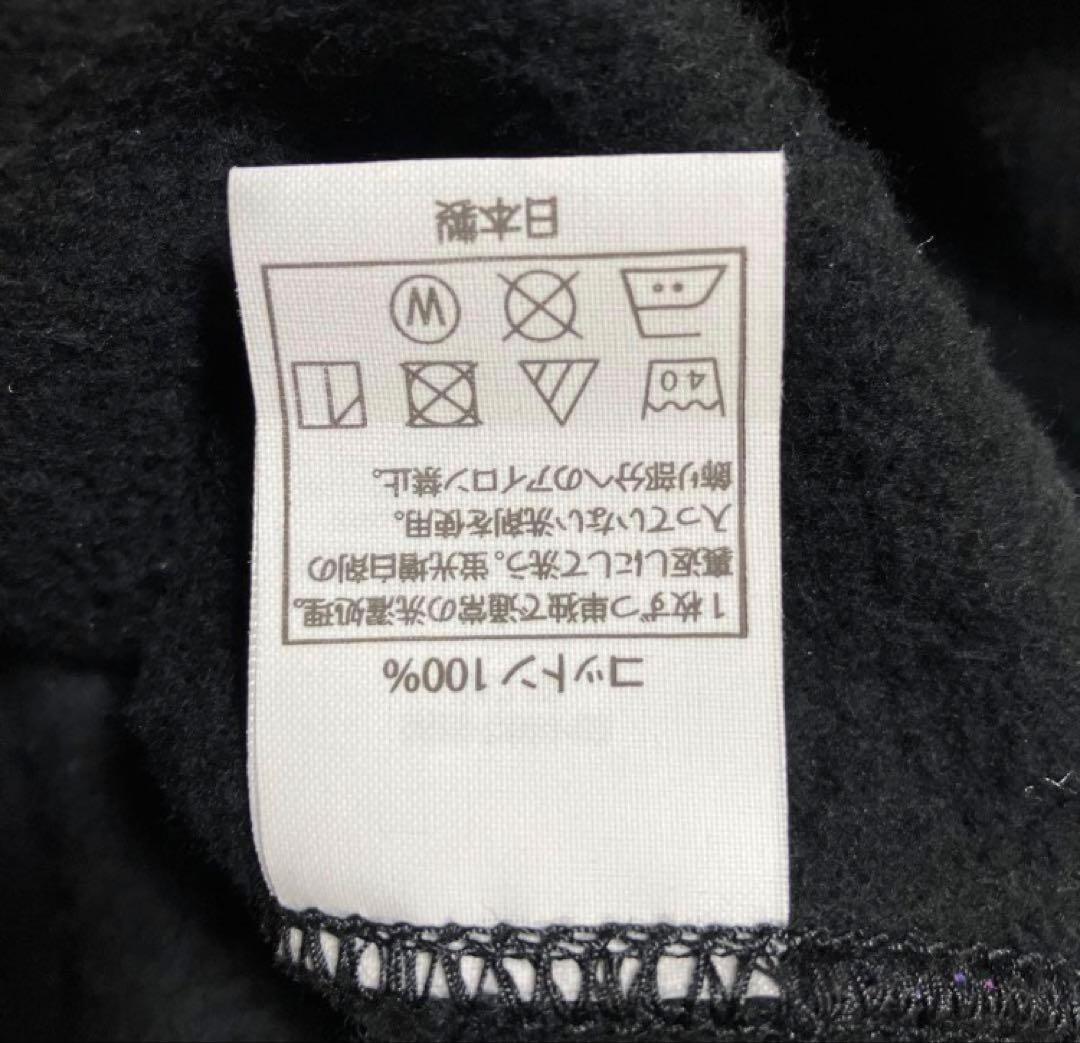 コットン 100%
1枚ずつ単独で通常の洗濯処理。
裏返しにして洗う。蛍光増白剤の
入っていない洗剤を使用。
飾り部分へのアイロン禁止。
40
W
日本製